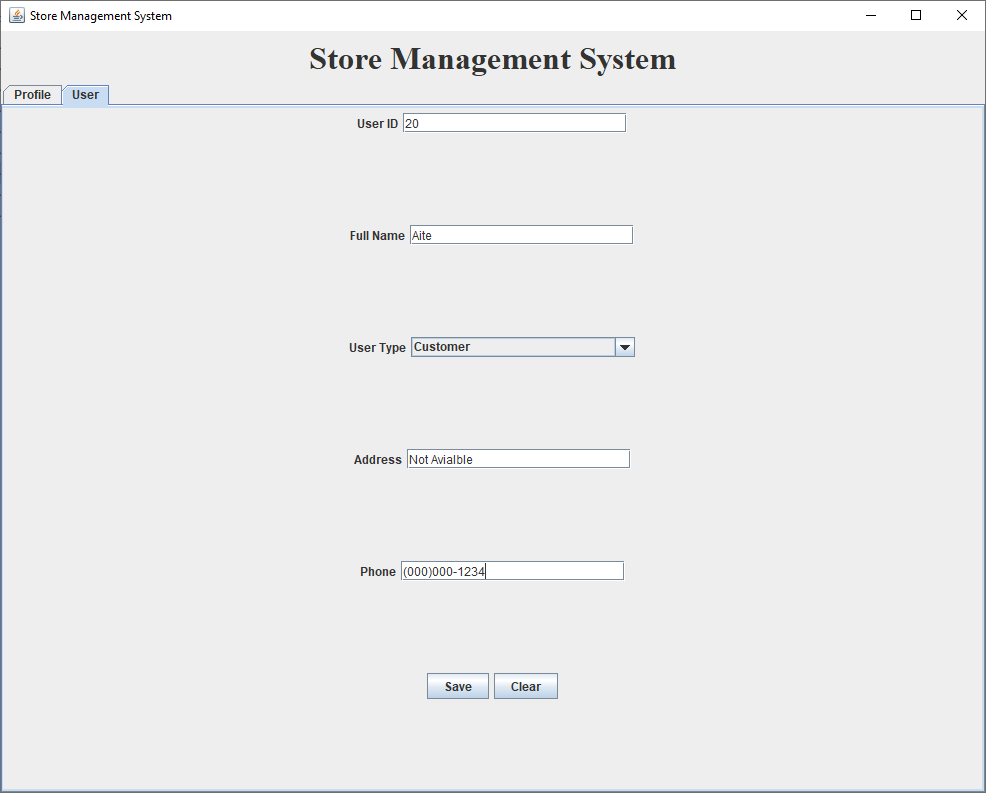 Store Management System
Store Management System
Profile User
User ID 20
Full Name Aite
User Type Customer
Address Not Avialble
Phone (000)000-1234
Save Clear